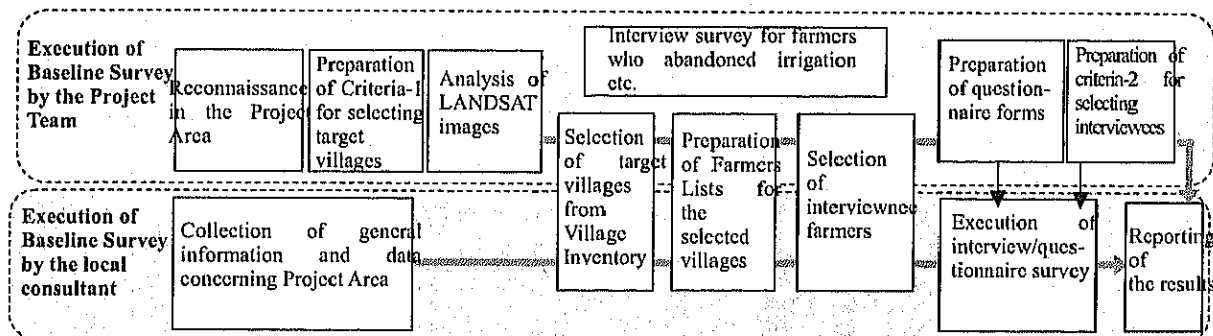 Execution of
Baseline Survey
by the Project
Team
Reconnaissance
in the Project
Area
Preparation
of Criteria-1
for selecting
target
villages
Analysis of
LANDSAT
images
Interview survey for farmers
who abandoned irrigation
etc.
Preparation
of question-
naire forms
Preparation of
criteria-2 for
selecting
interviewees
Selection
of target
villages
from
Village
Inventory
Preparation
of Farmers
Lists for
the
selected
villages
Selection
of
interviewnee
farmers
Execution of
Baseline Survey
by the local
consultant
Collection of general
information and data
concerning Project Area
Execution of
interview/ques-
tionnaire survey
Reporting
of
the results